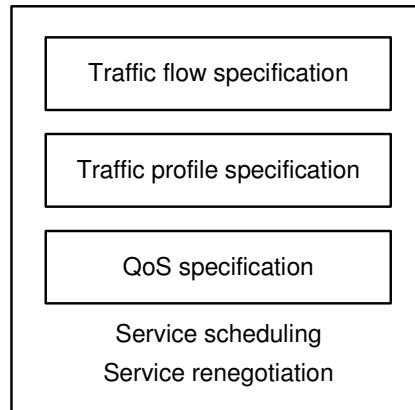 Traffic flow specification
Traffic profile specification
QoS specification
Service scheduling
Service renegotiation